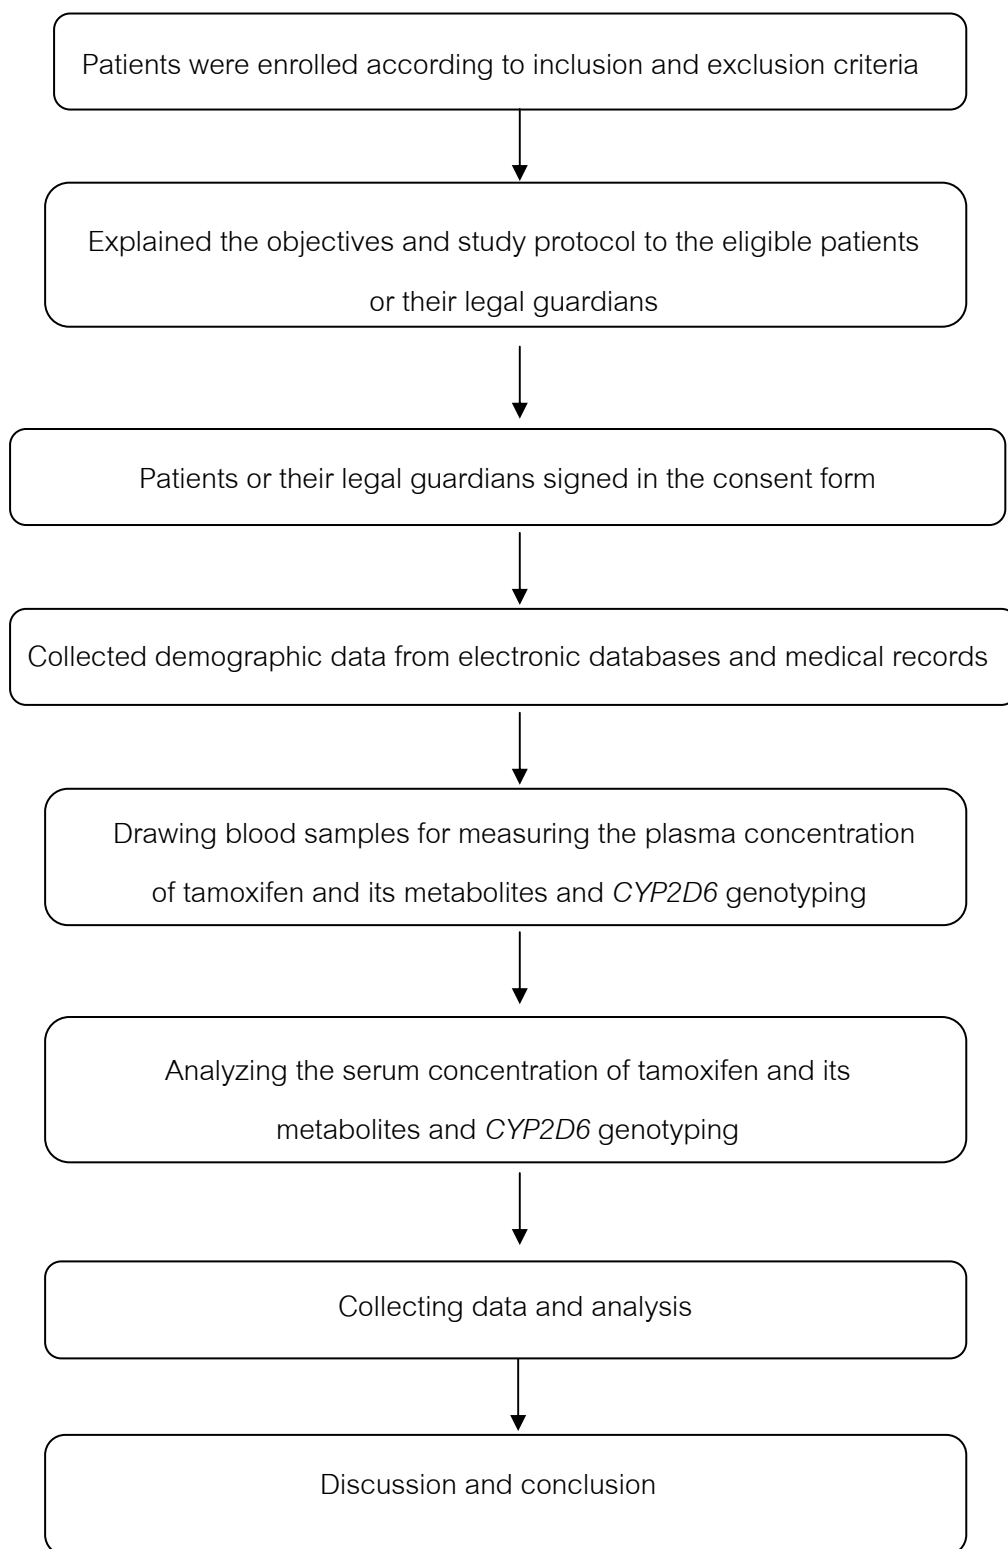 Patients were enrolled according to inclusion and exclusion criteria
Explained the objectives and study protocol to the eligible patients
or their legal guardians
Patients or their legal guardians signed in the consent form
Collected demographic data from electronic databases and medical records
Drawing blood samples for measuring the plasma concentration
of tamoxifen and its metabolites and CYP2D6 genotyping
Analyzing the serum concentration of tamoxifen and its
metabolites and CYP2D6 genotyping
Collecting data and analysis
Discussion and conclusion